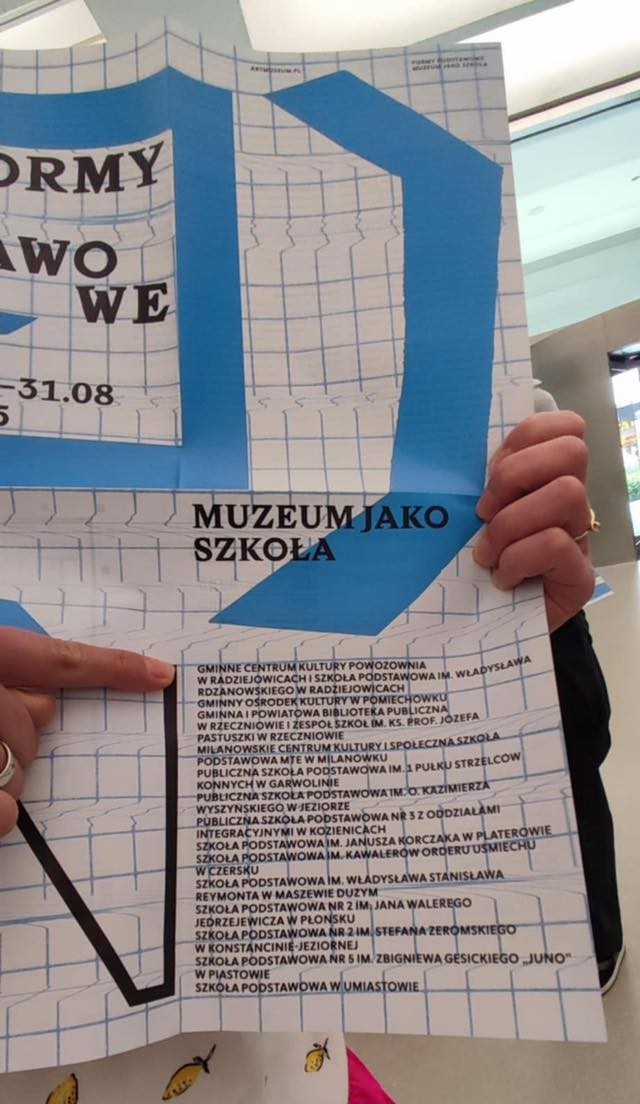 ARTMUSEUM.PL
FORMY PODSTAWOWE
MUZEUM JAKO SZKOŁA
ORMY
AWO
WE
–31.08
5
MUZEUM JAKO
SZKOŁA
GMINNE CENTRUM KULTURY POWOZOWNIA
W RADZIEJOWICACH I SZKOŁA PODSTAWOWA IM. WŁADYSŁAWA
RDZANOWSKIEGO W RADZIEJOWICACH
GMINNY OŚRODEK KULTURY W POMIECHÓWKU
GMINNA I POWIATOWA BIBLIOTEKA PUBLICZNA
W RZECZNIOWIE I ZESPÓŁ SZKÓŁ IM. KS. PROF. JÓZEFA
PASTUSZKI W RZECZNIOWIE
MILANOWSKIE CENTRUM KULTURY I SPOŁECZNA SZKOŁA
PODSTAWOWA MTE W MILANÓWKU
PUBLICZNA SZKOŁA PODSTAWOWA IM. 1 PUŁKU STRZELCÓW
KONNYCH W GARWOLINIE
PUBLICZNA SZKOŁA PODSTAWOWA IM. O. KAZIMIERZA
WYSZYŃSKIEGO W JEZIÓRZE
PUBLICZNA SZKOŁA PODSTAWOWA NR 3 Z ODDZIAŁAMI
INTEGRACYJNYMI W KOZIENICACH
SZKOŁA PODSTAWOWA IM. JANUSZA KORCZAKA W PLATEROWIE
SZKOŁA PODSTAWOWA IM. KAWALERÓW ORDERU UŚMIECHU
W CZERSKU
SZKOŁA PODSTAWOWA IM. WŁADYSŁAWA STANISŁAWA
REYMONTA W MASZEWIE DUŻYM
SZKOŁA PODSTAWOWA NR 2 IM. JANA WALEREGO
JĘDRZEJEWICZA W PŁOŃSKU
SZKOŁA PODSTAWOWA NR 2 IM. STEFANA ŻEROMSKIEGO
W KONSTANCINIE-JEZIORNEJ
SZKOŁA PODSTAWOWA NR 5 IM. ZBIGNIEWA GĘSICKIEGO „JUNO”
W PIASTOWIE
SZKOŁA PODSTAWOWA W UMIASTOWIE